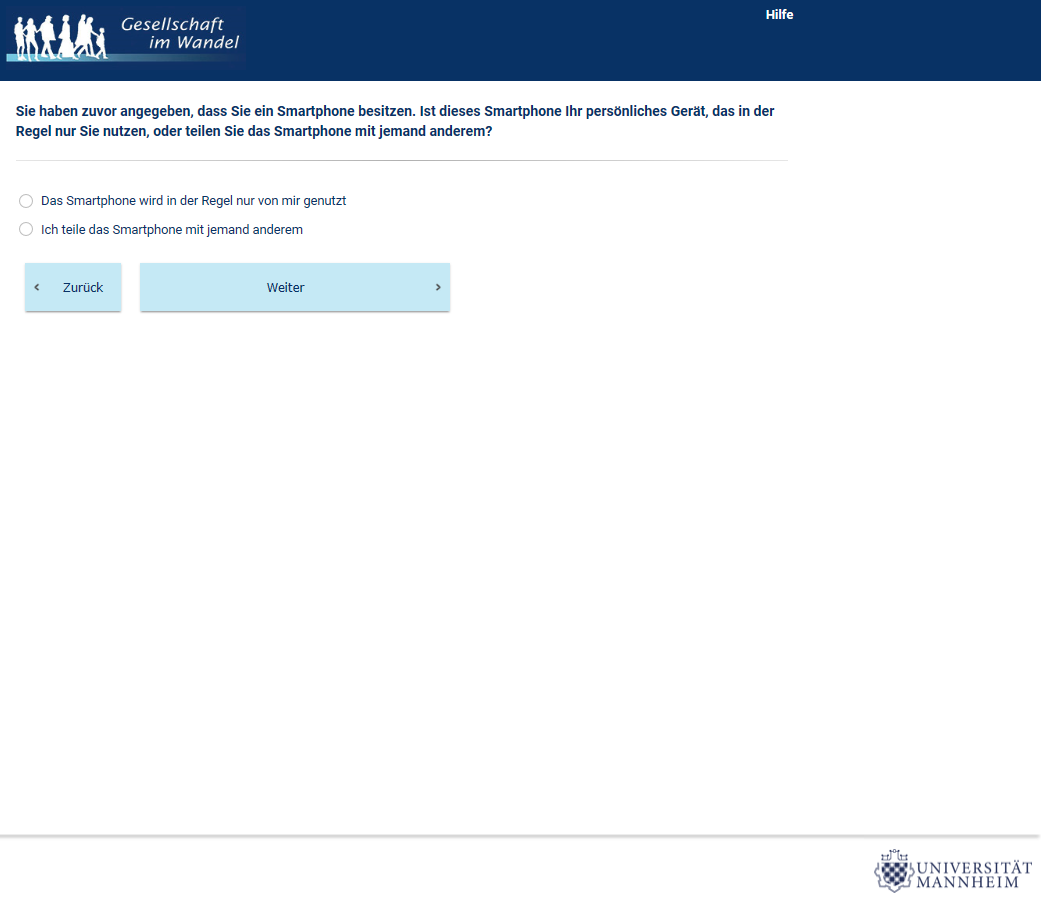 Gesellschaft
im Wandel
Hilfe
Sie haben zuvor angegeben, dass Sie ein Smartphone besitzen. Ist dieses Smartphone Ihr persönliches Gerät, das in der
Regel nur Sie nutzen, oder teilen Sie das Smartphone mit jemand anderem?
Das Smartphone wird in der Regel nur von mir genutzt
Ich teile das Smartphone mit jemand anderem
‹ Zurück
Weiter ›
UNIVERSITÄT
MANNHEIM